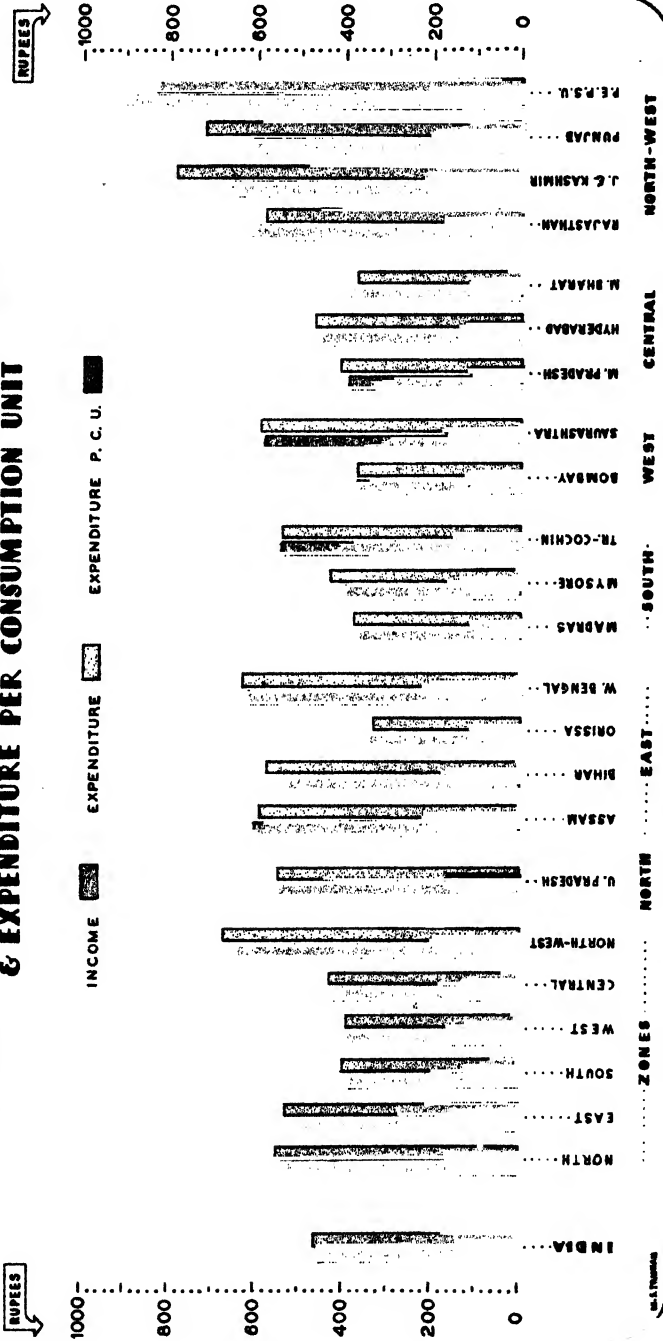 & EXPENDITURE PER CONSUMPTION UNIT
INCOME EXPENDITURE EXPENDITURE P. C. U.
RUPEES
1000
800
600
400
200
0
RUPEES
1000
800
600
400
200
0
INDIA....
NORTH.....
EAST.....
SOUTH.....
WEST.....
CENTRAL....
NORTH-WEST
U. PRADESH..
ASSAM.....
BIHAR.....
ORISSA.....
W. BENGAL..
MADRAS...
MYSORE....
TR.-COCHIN...
BOMBAY....
SAURASHTRA.
M. PRADESH..
HYDERABAD..
M. BHARAT...
RAJASTHAN..
J. & KASHMIR
PUNJAB....
P.E.P.S.U.....
ZONES NORTH EAST SOUTH WEST CENTRAL NORTH-WEST